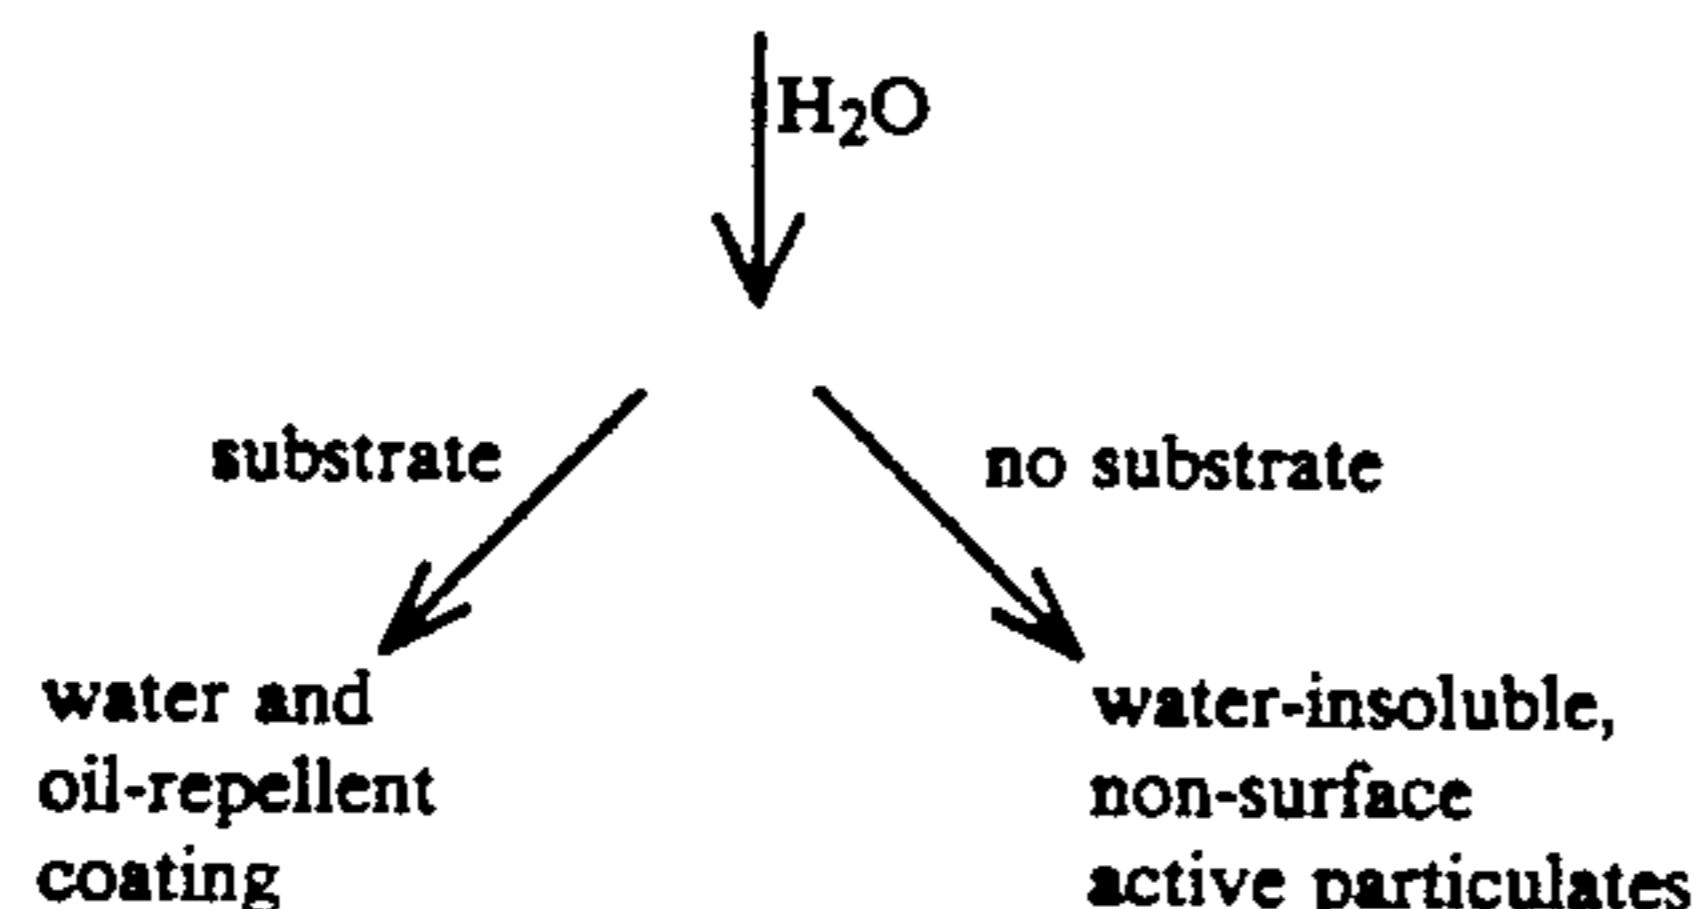 H₂O
substrate
no substrate
water and
oil-repellent
coating
water-insoluble,
non-surface
active particulates